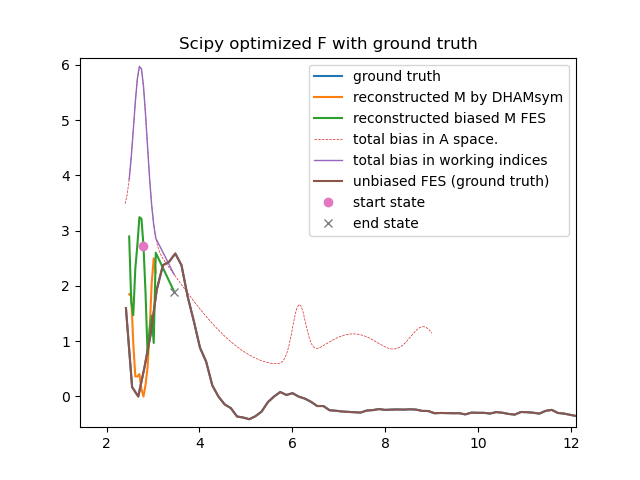 Scipy optimized F with ground truth
6
5
4
3
2
1
0
2
4
6
8
10
12
ground truth
reconstructed M by DHAMsym
reconstructed biased M FES
total bias in A space.
total bias in working indices
unbiased FES (ground truth)
start state
end state